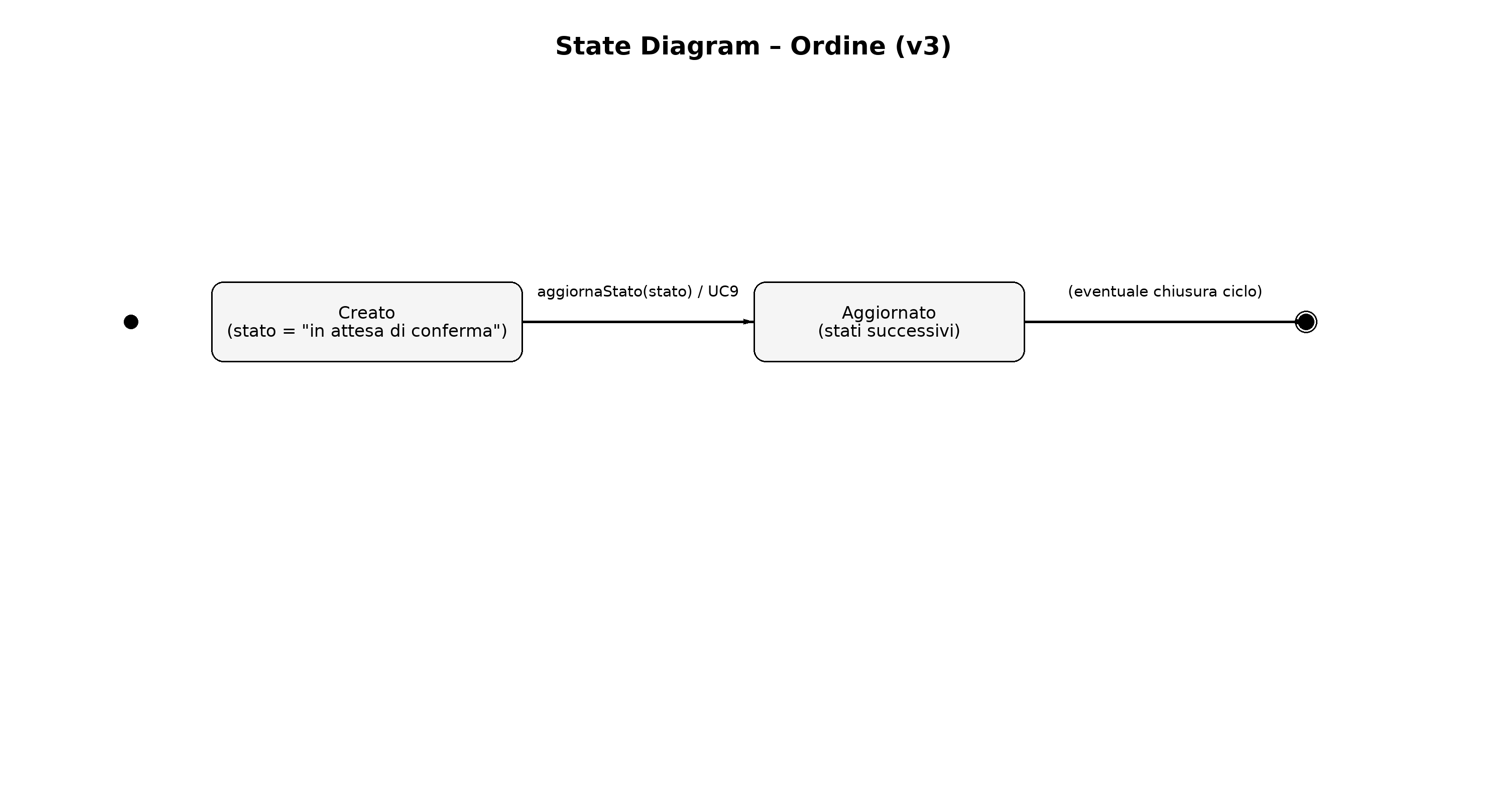 State Diagram – Ordine (v3)
aggiornaStato(stato) / UC9
(eventuale chiusura ciclo)
Creato
(stato = "in attesa di conferma")
Aggiornato
(stati successivi)